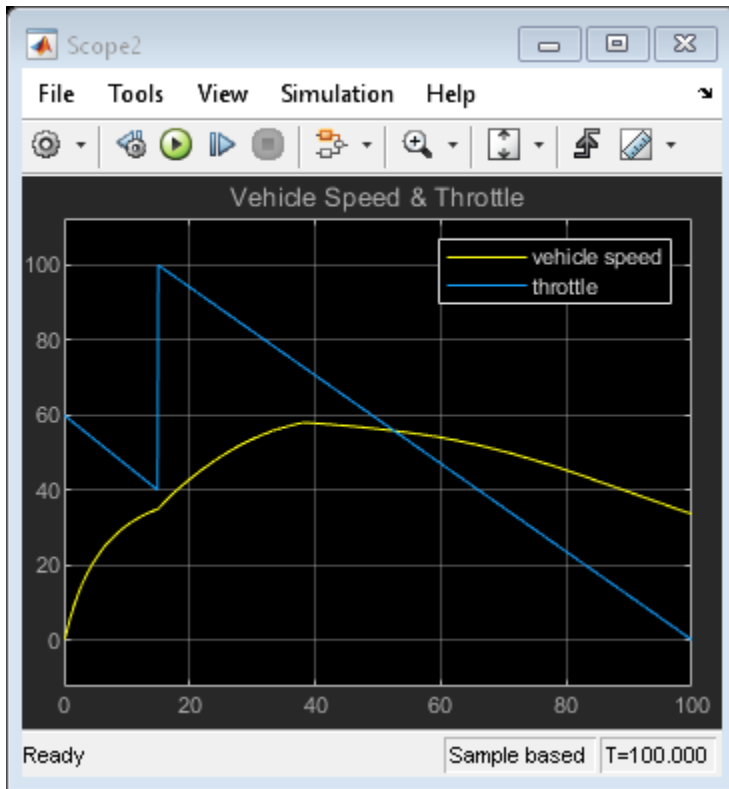 Scope2
File Tools View Simulation Help
Vehicle Speed & Throttle
vehicle speed
throttle
100
80
60
40
20
0
0 20 40 60 80 100
Ready Sample based T=100.000